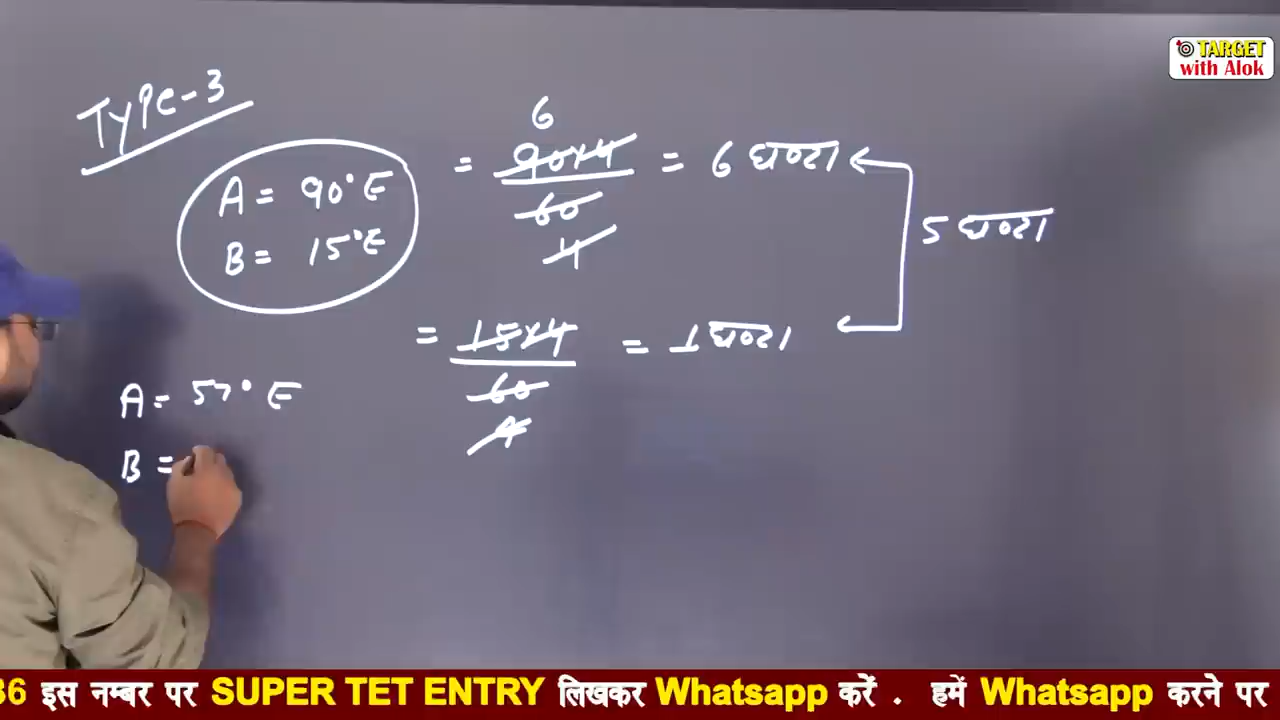 TARGET
with Alok
Type-3
A = 90°E
B = 15°E
6
= 90×4 = 6 घण्टा
60
4
5 घण्टा
= 15×4 = 1 घण्टा
60
4
A = 57° E
B =
36 इस नम्बर पर SUPER TET ENTRY लिखकर Whatsapp करें . हमें Whatsapp करने पर